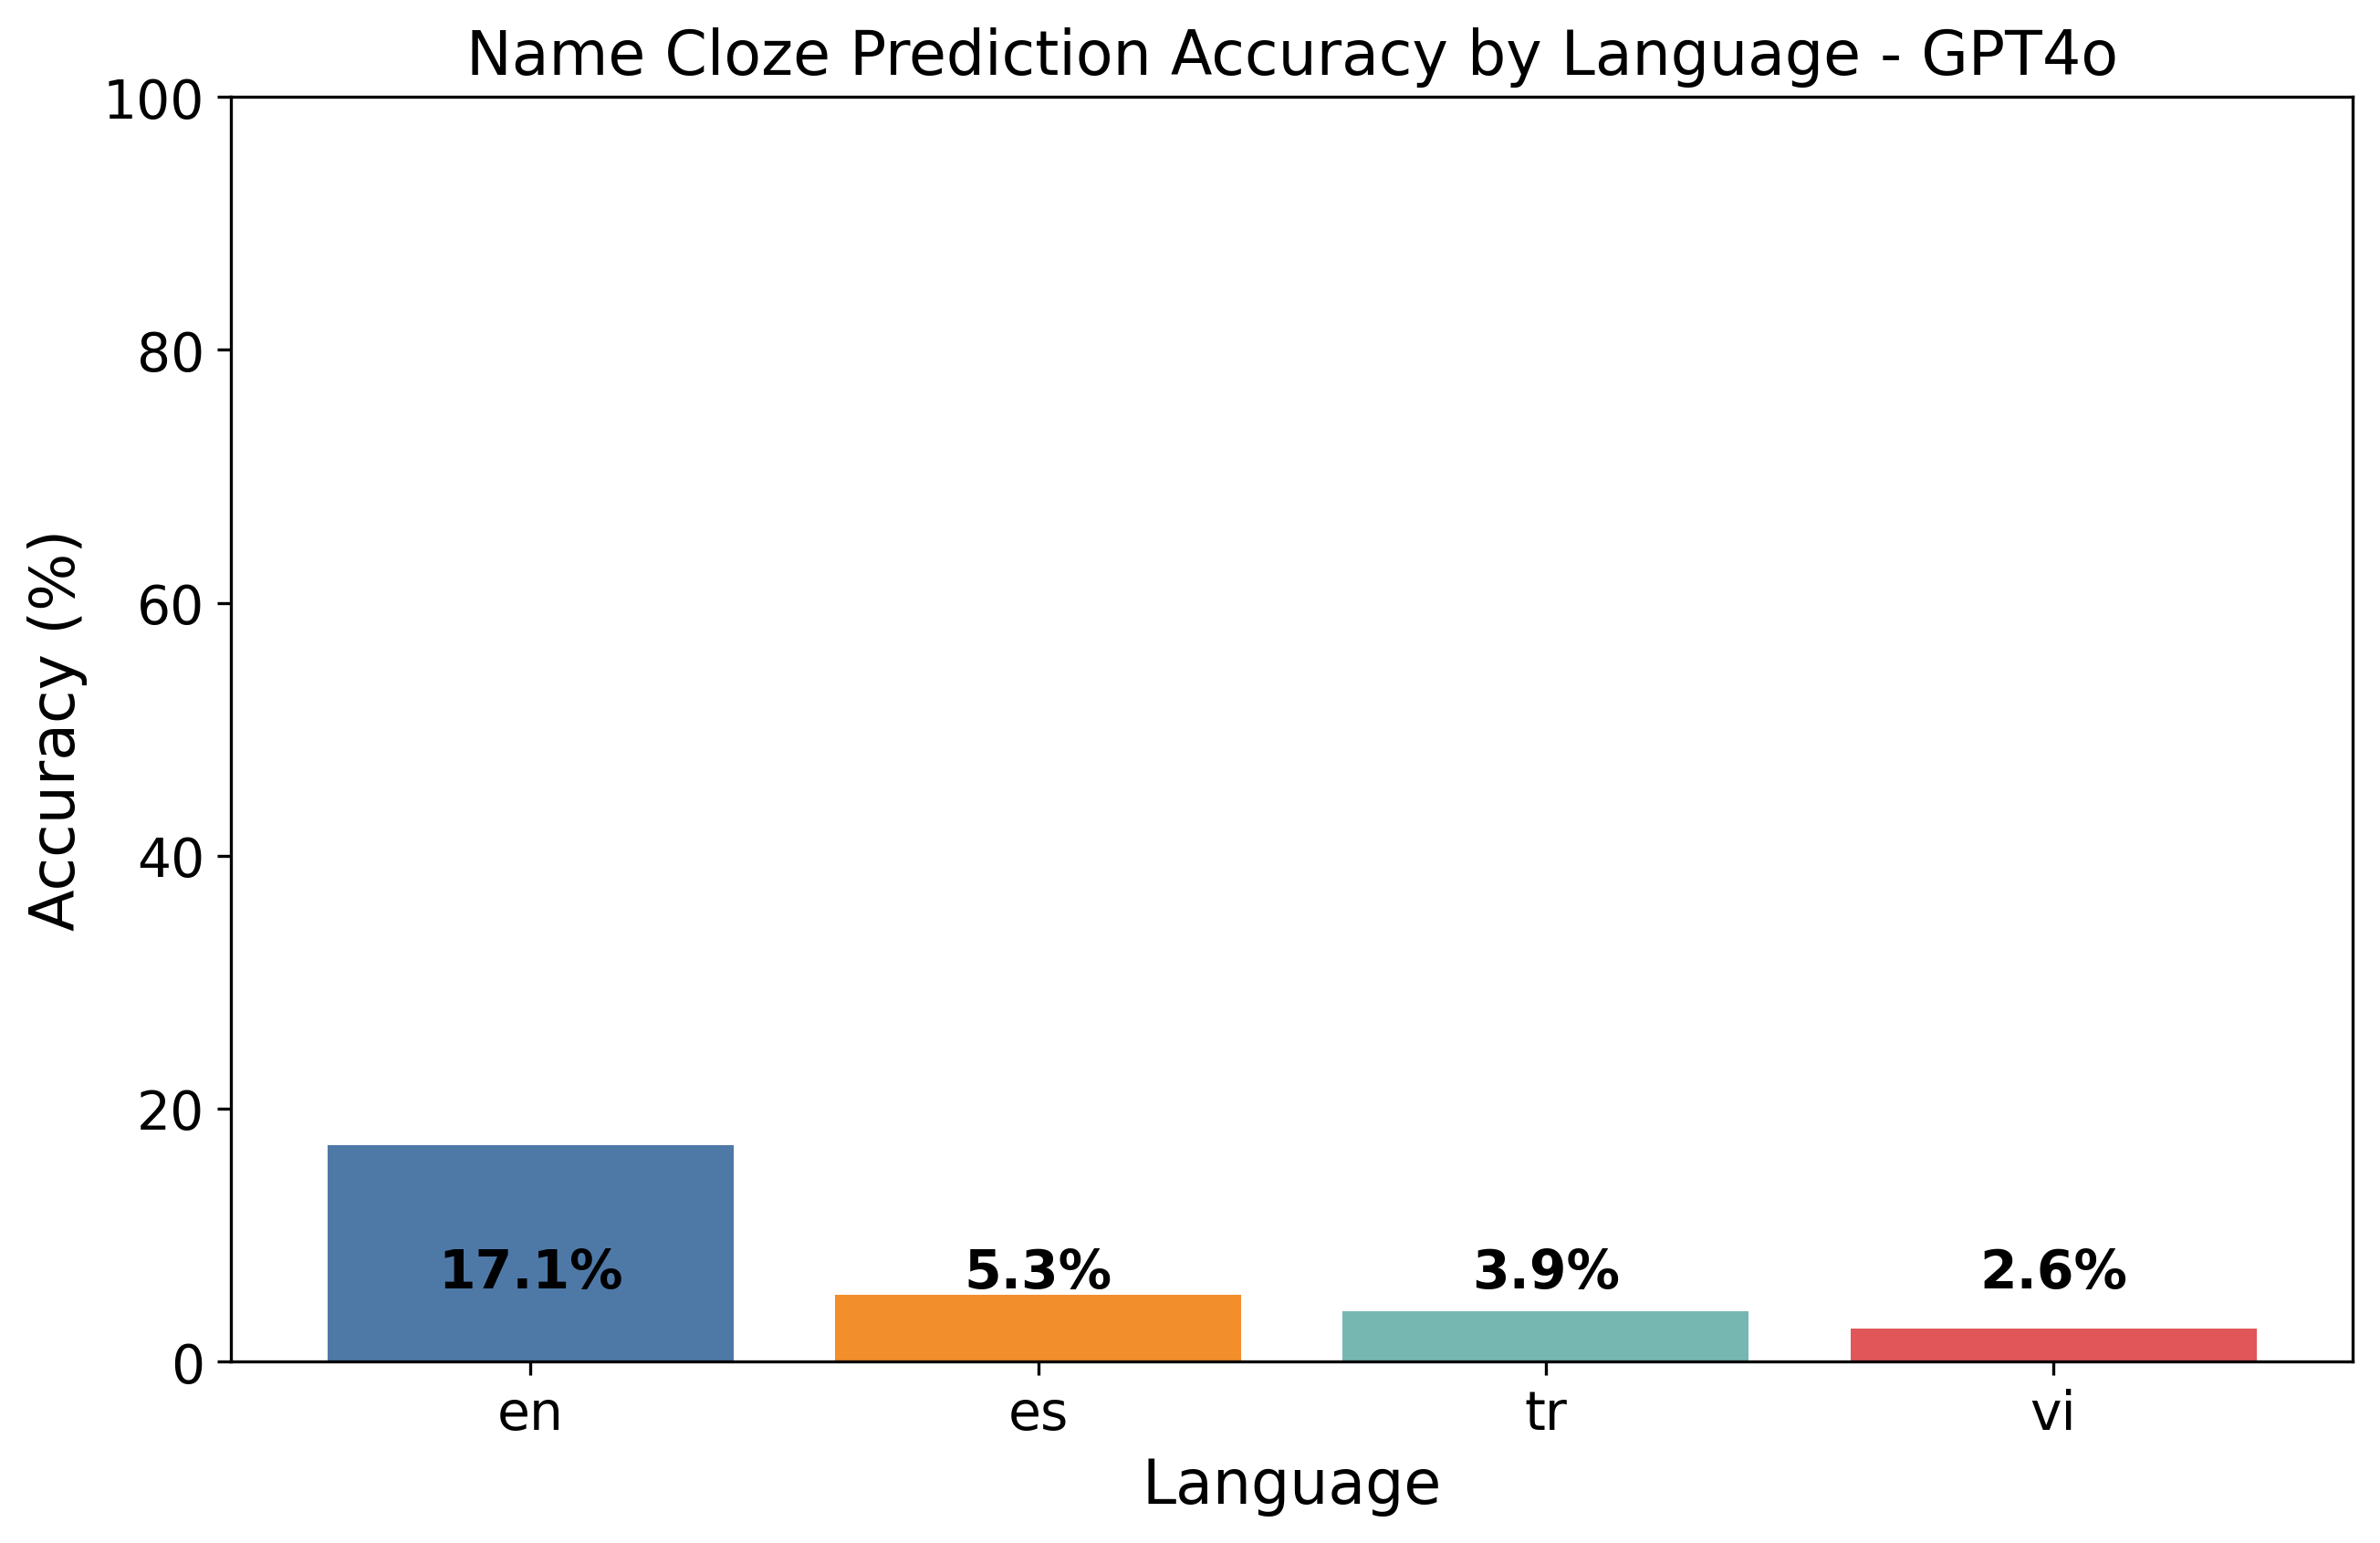 Name Cloze Prediction Accuracy by Language - GPT4o
100
80
60
40
20
0
Accuracy (%)
17.1%
5.3%
3.9%
2.6%
en
es
tr
vi
Language